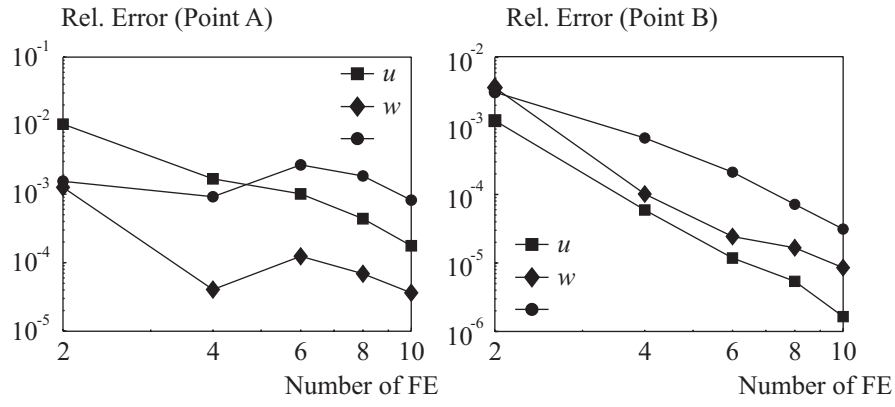 Rel. Error (Point A)
10^-1
10^-2
10^-3
10^-4
10^-5
u
w
2 4 6 8 10
Number of FE
Rel. Error (Point B)
10^-2
10^-3
10^-4
10^-5
10^-6
u
w
2 4 6 8 10
Number of FE